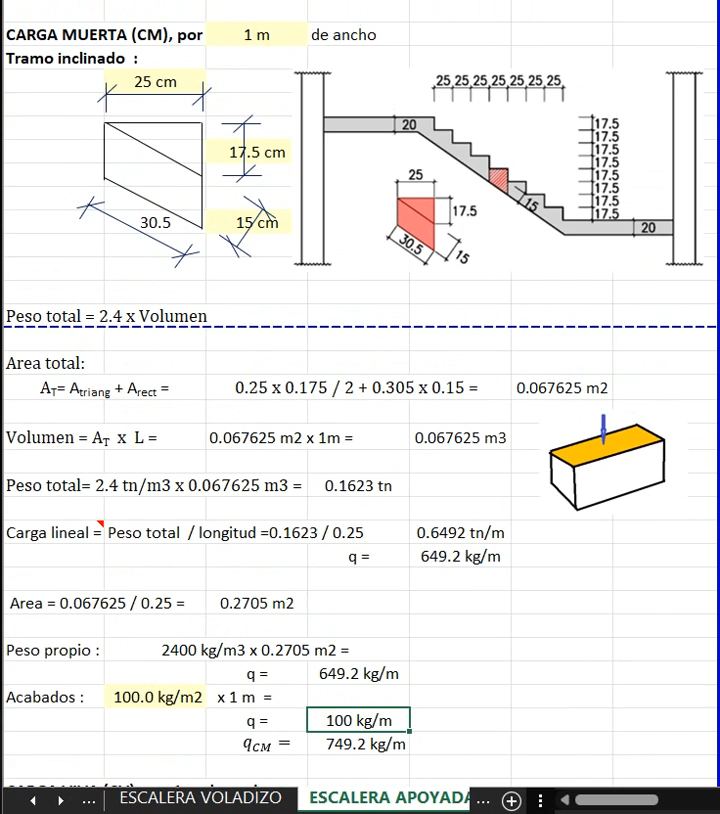 CARGA MUERTA (CM), por 1 m de ancho
Tramo inclinado :
25 cm
17.5 cm
30.5
15 cm
25 25 25 25 25 25 25
20
17.5
17.5
17.5
17.5
17.5
17.5
17.5
17.5
15
20
25
17.5
30.5
15
Peso total = 2.4 x Volumen
Area total:
AT= Atriang + Arect = 0.25 x 0.175 / 2 + 0.305 x 0.15 = 0.067625 m2
Volumen = AT x L = 0.067625 m2 x 1m = 0.067625 m3
Peso total= 2.4 tn/m3 x 0.067625 m3 = 0.1623 tn
Carga lineal = Peso total / longitud =0.1623 / 0.25 0.6492 tn/m
q = 649.2 kg/m
Area = 0.067625 / 0.25 = 0.2705 m2
Peso propio : 2400 kg/m3 x 0.2705 m2 =
q = 649.2 kg/m
Acabados : 100.0 kg/m2 x 1 m =
q = 100 kg/m
qCM = 749.2 kg/m
... ESCALERA VOLADIZO ESCALERA APOYADA ...